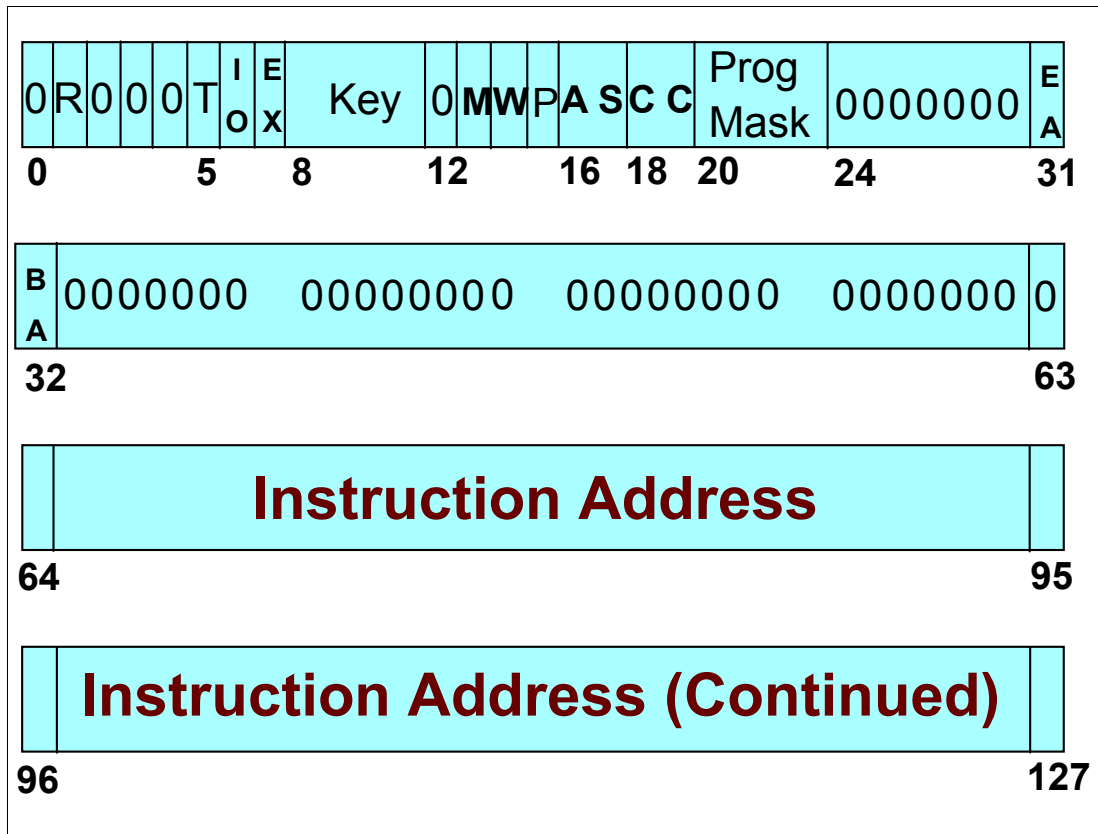 0 R 0 0 0 T I O E X Key 0 M W P A S C C Prog Mask 0000000 E A
0 5 8 12 16 18 20 24 31
B A 0000000 00000000 00000000 0000000 0
32 63
Instruction Address
64 95
Instruction Address (Continued)
96 127